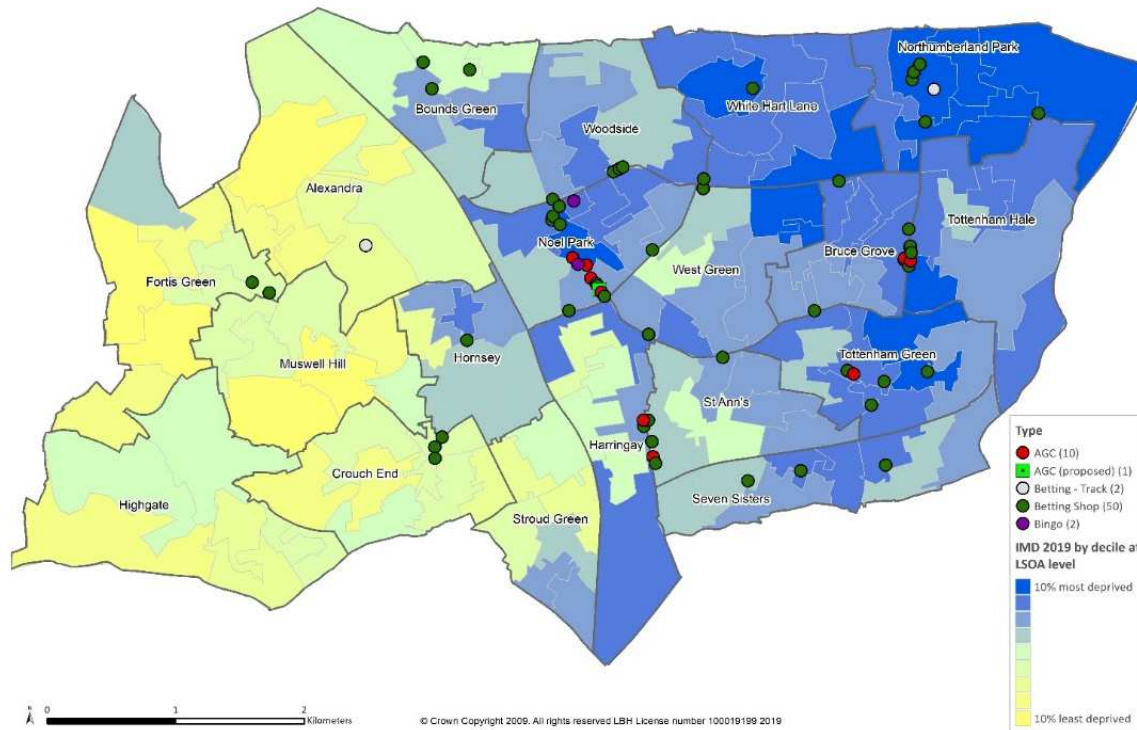 Northumberland Park
White Hart Lane
Bounds Green
Woodside
Alexandra
Tottenham Hale
Noel Park
Bruce Grove
West Green
Fortis Green
Muswell Hill
Hornsey
Tottenham Green
St Ann's
Harringay
Crouch End
Highgate
Seven Sisters
Stroud Green
Type
AGC (10)
AGC (proposed) (1)
Betting - Track (2)
Betting Shop (50)
Bingo (2)
IMD 2019 by decile at
LSOA level
10% most deprived
10% least deprived
N
0 1 2
Kilometers
© Crown Copyright 2009. All rights reserved LBH License number 100019199 2019